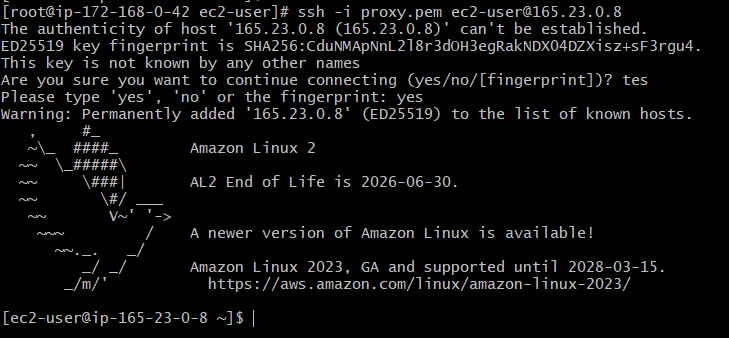 [root@ip-172-168-0-42 ec2-user]# ssh -i proxy.pem ec2-user@165.23.0.8
The authenticity of host '165.23.0.8 (165.23.0.8)' can't be established.
ED25519 key fingerprint is SHA256:CduNMApNnL2l8r3dOH3egRakNDXO4DZXisz+sF3rgu4.
This key is not known by any other names
Are you sure you want to continue connecting (yes/no/[fingerprint])? tes
Please type 'yes', 'no' or the fingerprint: yes
Warning: Permanently added '165.23.0.8' (ED25519) to the list of known hosts.
   ,     #_
   ~\_  ####_        Amazon Linux 2
  ~~  \_#####\
  ~~     \###|       AL2 End of Life is 2026-06-30.
  ~~       \#/ ___
   ~~       V~' '->
    ~~~         /    A newer version of Amazon Linux is available!
      ~~._.   _/
         _/ _/       Amazon Linux 2023, GA and supported until 2028-03-15.
       _/m/'           https://aws.amazon.com/linux/amazon-linux-2023/
[ec2-user@ip-165-23-0-8 ~]$